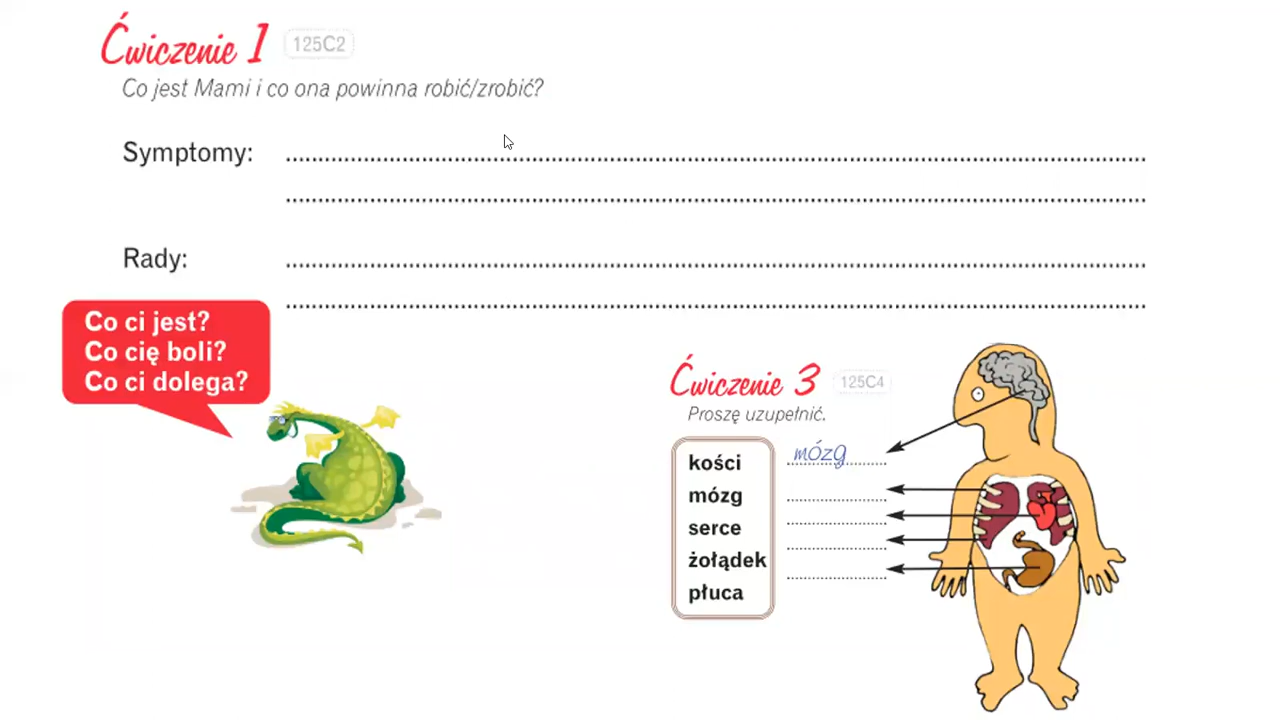 Ćwiczenie 1 125C2
Co jest Mami i co ona powinna robić/zrobić?
Symptomy:
Rady:
Co ci jest?
Co cię boli?
Co ci dolega?
Ćwiczenie 3 125C4
Proszę uzupełnić.
kości
mózg
serce
żołądek
płuca
mózg